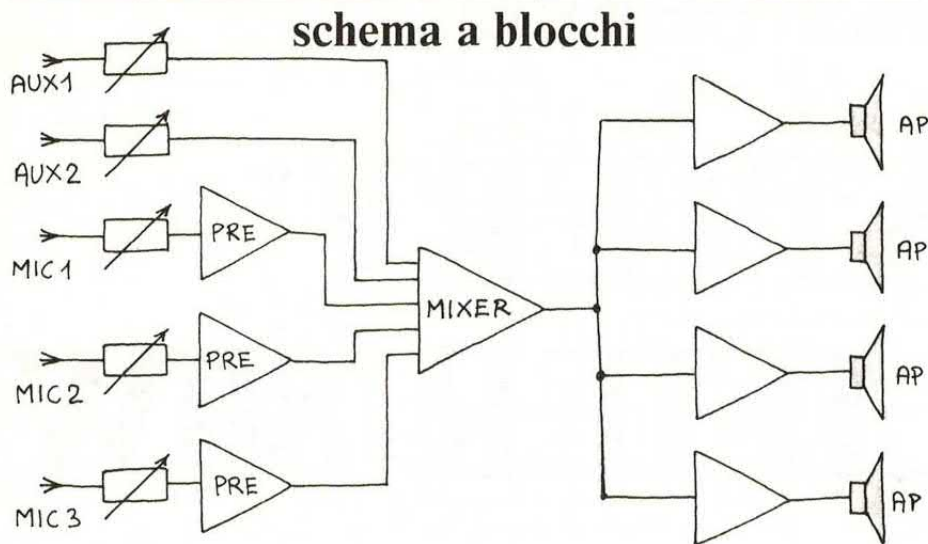 schema a blocchi
AUX1
AUX2
MIC1
MIC2
MIC3
PRE
PRE
PRE
MIXER
AP
AP
AP
AP